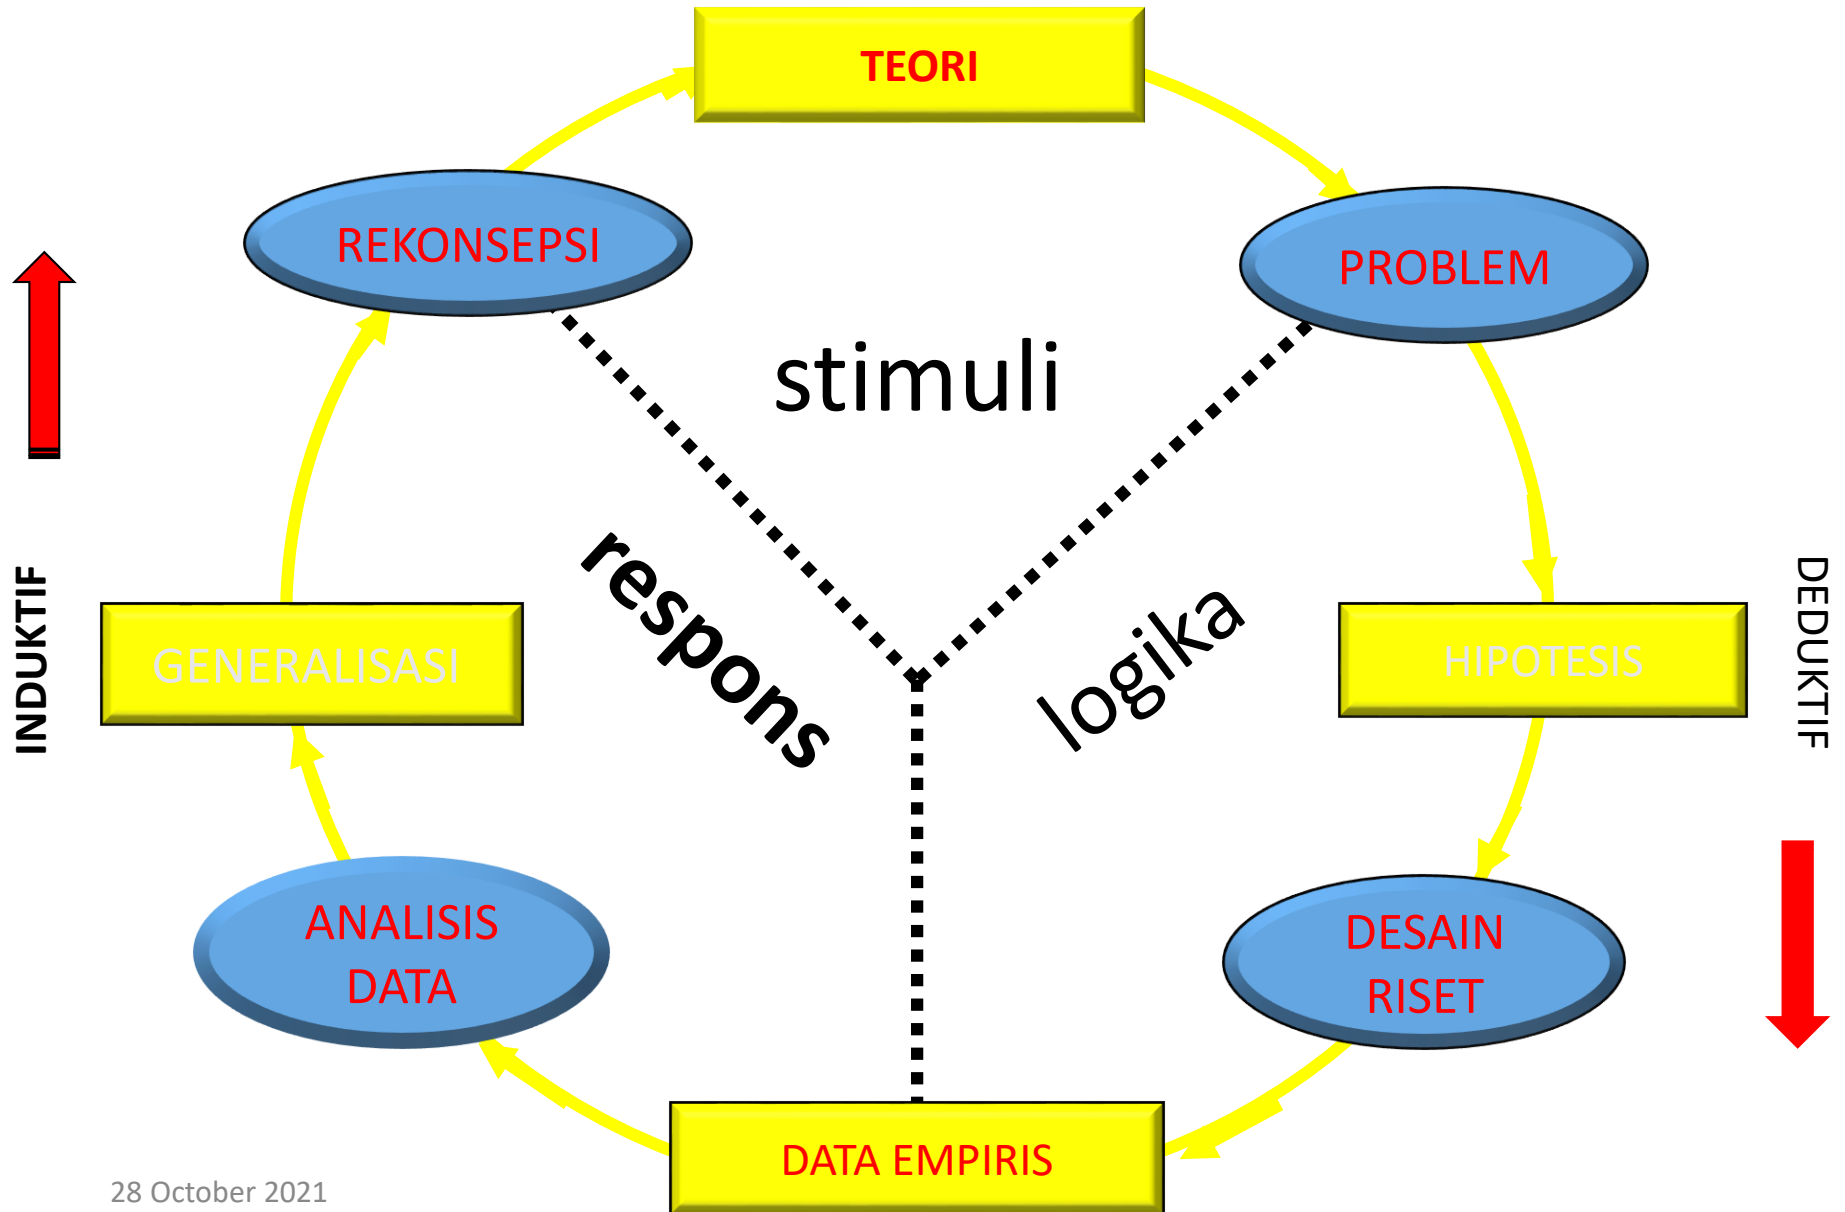 TEORI
REKONSEPSI
PROBLEM
stimuli
respons
logika
INDUKTIF
DEDUKTIF
GENERALISASI
HIPOTESIS
ANALISIS
DATA
DESAIN
RISET
DATA EMPIRIS
28 October 2021